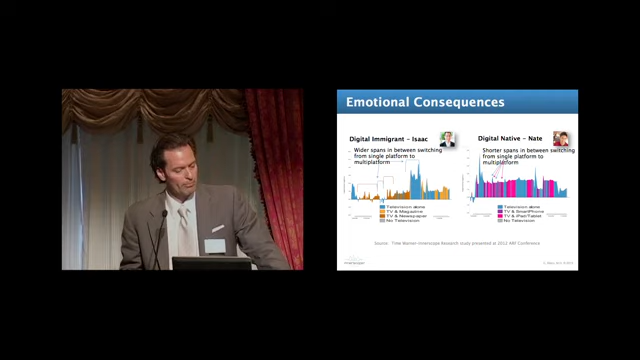 Emotional Consequences
Digital Immigrant - Isaac
Wider spans in between switching
from single platform to
multiplatform
Television alone
TV & Magazine
TV & Newspaper
No Television
Digital Native - Nate
Shorter spans in between switching
from single platform to
multiplatform
Television alone
TV & SmartPhone
TV & iPad/Tablet
No Television
Source: Time Warner-Innerscope Research study presented at 2012 ARF Conference